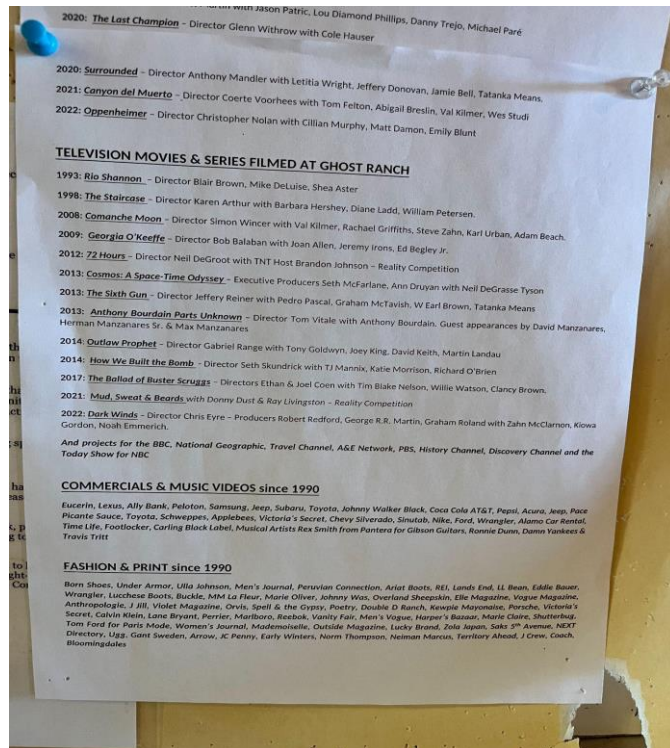 with Jason Patric, Lou Diamond Phillips, Danny Trejo, Michael Paré
2020: The Last Champion – Director Glenn Withrow with Cole Hauser
2020: Surrounded – Director Anthony Mandler with Letitia Wright, Jeffery Donovan, Jamie Bell, Tatanka Means,
2021: Canyon del Muerto – Director Coerte Voorhees with Tom Felton, Abigail Breslin, Val Kilmer, Wes Studi
2022: Oppenheimer – Director Christopher Nolan with Cillian Murphy, Matt Damon, Emily Blunt
TELEVISION MOVIES & SERIES FILMED AT GHOST RANCH
1993: Rio Shannon – Director Blair Brown, Mike DeLuise, Shea Aster
1998: The Staircase – Director Karen Arthur with Barbara Hershey, Diane Ladd, William Petersen.
2008: Comanche Moon – Director Simon Wincer with Val Kilmer, Rachael Griffiths, Steve Zahn, Karl Urban, Adam Beach.
2009: Georgia O'Keeffe – Director Bob Balaban with Joan Allen, Jeremy Irons, Ed Begley Jr.
2012: 72 Hours – Director Neil DeGroot with TNT Host Brandon Johnson – Reality Competition
2013: Cosmos: A Space-Time Odyssey – Executive Producers Seth McFarlane, Ann Druyan with Neil DeGrasse Tyson
2013: The Sixth Gun – Director Jeffery Reiner with Pedro Pascal, Graham McTavish, W Earl Brown, Tatanka Means
2013: Anthony Bourdain Parts Unknown – Director Tom Vitale with Anthony Bourdain. Guest appearances by David Manzanares,
Herman Manzanares Sr. & Max Manzanares
2014: Outlaw Prophet – Director Gabriel Range with Tony Goldwyn, Joey King, David Keith, Martin Landau
2014: How We Built the Bomb – Director Seth Skundrick with TJ Mannix, Katie Morrison, Richard O'Brien
2017: The Ballad of Buster Scruggs – Directors Ethan & Joel Coen with Tim Blake Nelson, Willie Watson, Clancy Brown.
2021: Mud, Sweat & Beards with Donny Dust & Ray Livingston – Reality Competition
2022: Dark Winds – Director Chris Eyre – Producers Robert Redford, George R.R. Martin, Graham Roland with Zahn McClarnon, Kiowa
Gordon, Noah Emmerich.
And projects for the BBC, National Geographic, Travel Channel, A&E Network, PBS, History Channel, Discovery Channel and the
Today Show for NBC
COMMERCIALS & MUSIC VIDEOS since 1990
Eucerin, Lexus, Ally Bank, Peloton, Samsung, Jeep, Subaru, Toyota, Johnny Walker Black, Coca Cola AT&T, Pepsi, Acura, Jeep, Pace
Picante Sauce, Toyota, Schweppes, Applebees, Victoria's Secret, Chevy Silverado, Sinutab, Nike, Ford, Wrangler, Alamo Car Rental,
Time Life, Footlocker, Carling Black Label, Musical Artists Rex Smith from Pantera for Gibson Guitars, Ronnie Dunn, Damn Yankees &
Travis Tritt
FASHION & PRINT since 1990
Born Shoes, Under Armor, Ulla Johnson, Men's Journal, Peruvian Connection, Ariat Boots, REI, Lands End, LL Bean, Eddie Bauer,
Wrangler, Lucchese Boots, Buckle, MM La Fleur, Marie Oliver, Johnny Was, Overland Sheepskin, Elle Magazine, Vogue Magazine,
Anthropologie, J Jill, Violet Magazine, Orvis, Spell & the Gypsy, Poetry, Double D Ranch, Kewpie Mayonaise, Porsche, Victoria's
Secret, Calvin Klein, Lane Bryant, Perrier, Marlboro, Reebok, Vanity Fair, Men's Vogue, Harper's Bazaar, Marie Claire, Shutterbug,
Tom Ford for Paris Mode, Women's Journal, Mademoiselle, Outside Magazine, Lucky Brand, Zola Japan, Saks 5th Avenue, NEXT
Directory, Ugg, Gant Sweden, Arrow, JC Penny, Early Winters, Norm Thompson, Neiman Marcus, Territory Ahead, J Crew, Coach,
Bloomingdales